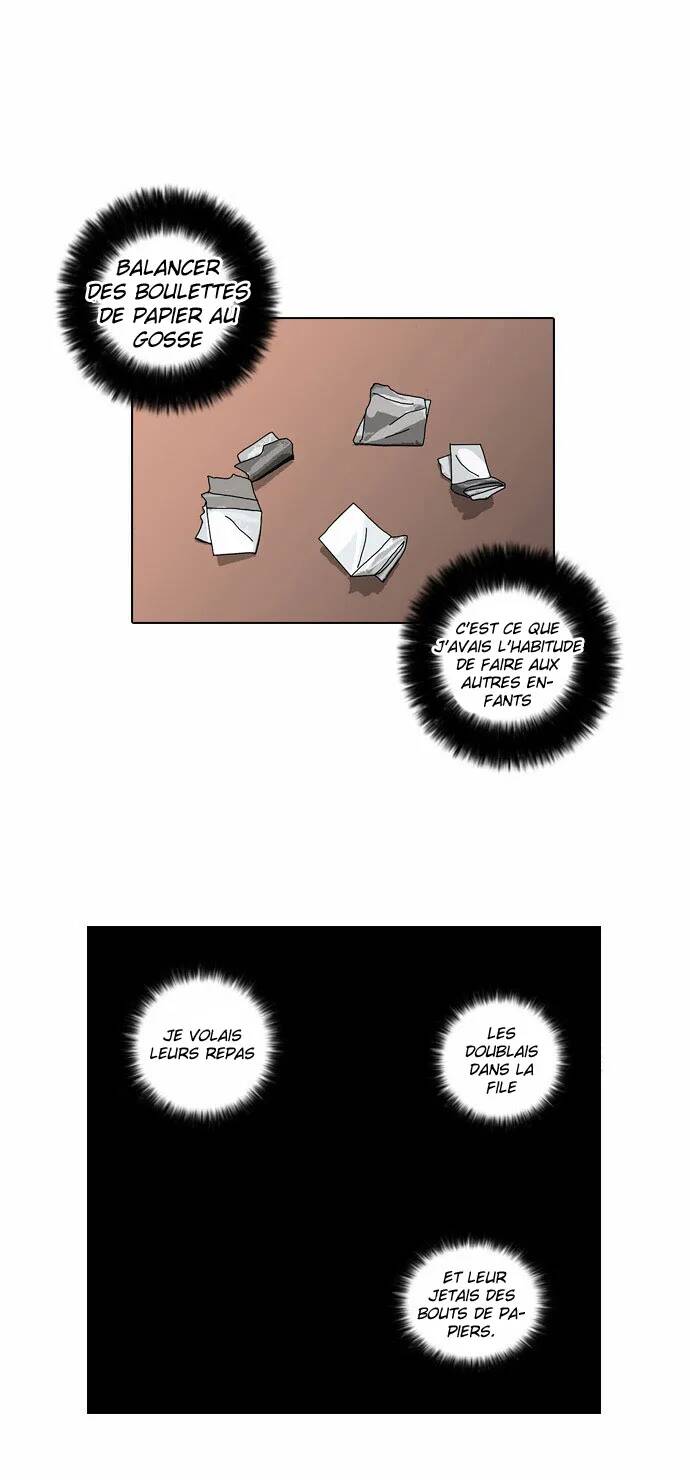 BALANCER
DES BOULETTES
DE PAPIER AU
GOSSE
C'EST CE QUE
J'AVAIS L'HABITUDE
DE FAIRE AUX
AUTRES EN-
FANTS
JE VOLAIS
LEURS REPAS
LES
DOUBLAIS
DANS LA
FILE
ET LEUR
JETAIS DES
BOUTS DE PA-
PIERS.